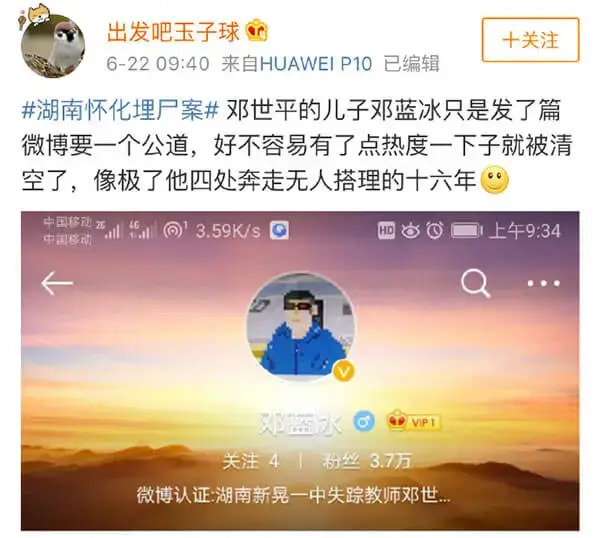 出发吧玉子球
6-22 09:40 来自HUAWEI P10 已编辑
十关注
#湖南怀化埋尸案# 邓世平的儿子邓蓝冰只是发了篇
微博要一个公道，好不容易有了点热度一下子就被清
空了，像极了他四处奔走无人搭理的十六年
中国移动 2G 4G 1 3.59K/s HD 上午9:34
中国移动
邓蓝冰 VIP1
关注 4 | 粉丝 3.7万
微博认证:湖南新晃一中失踪教师邓世...